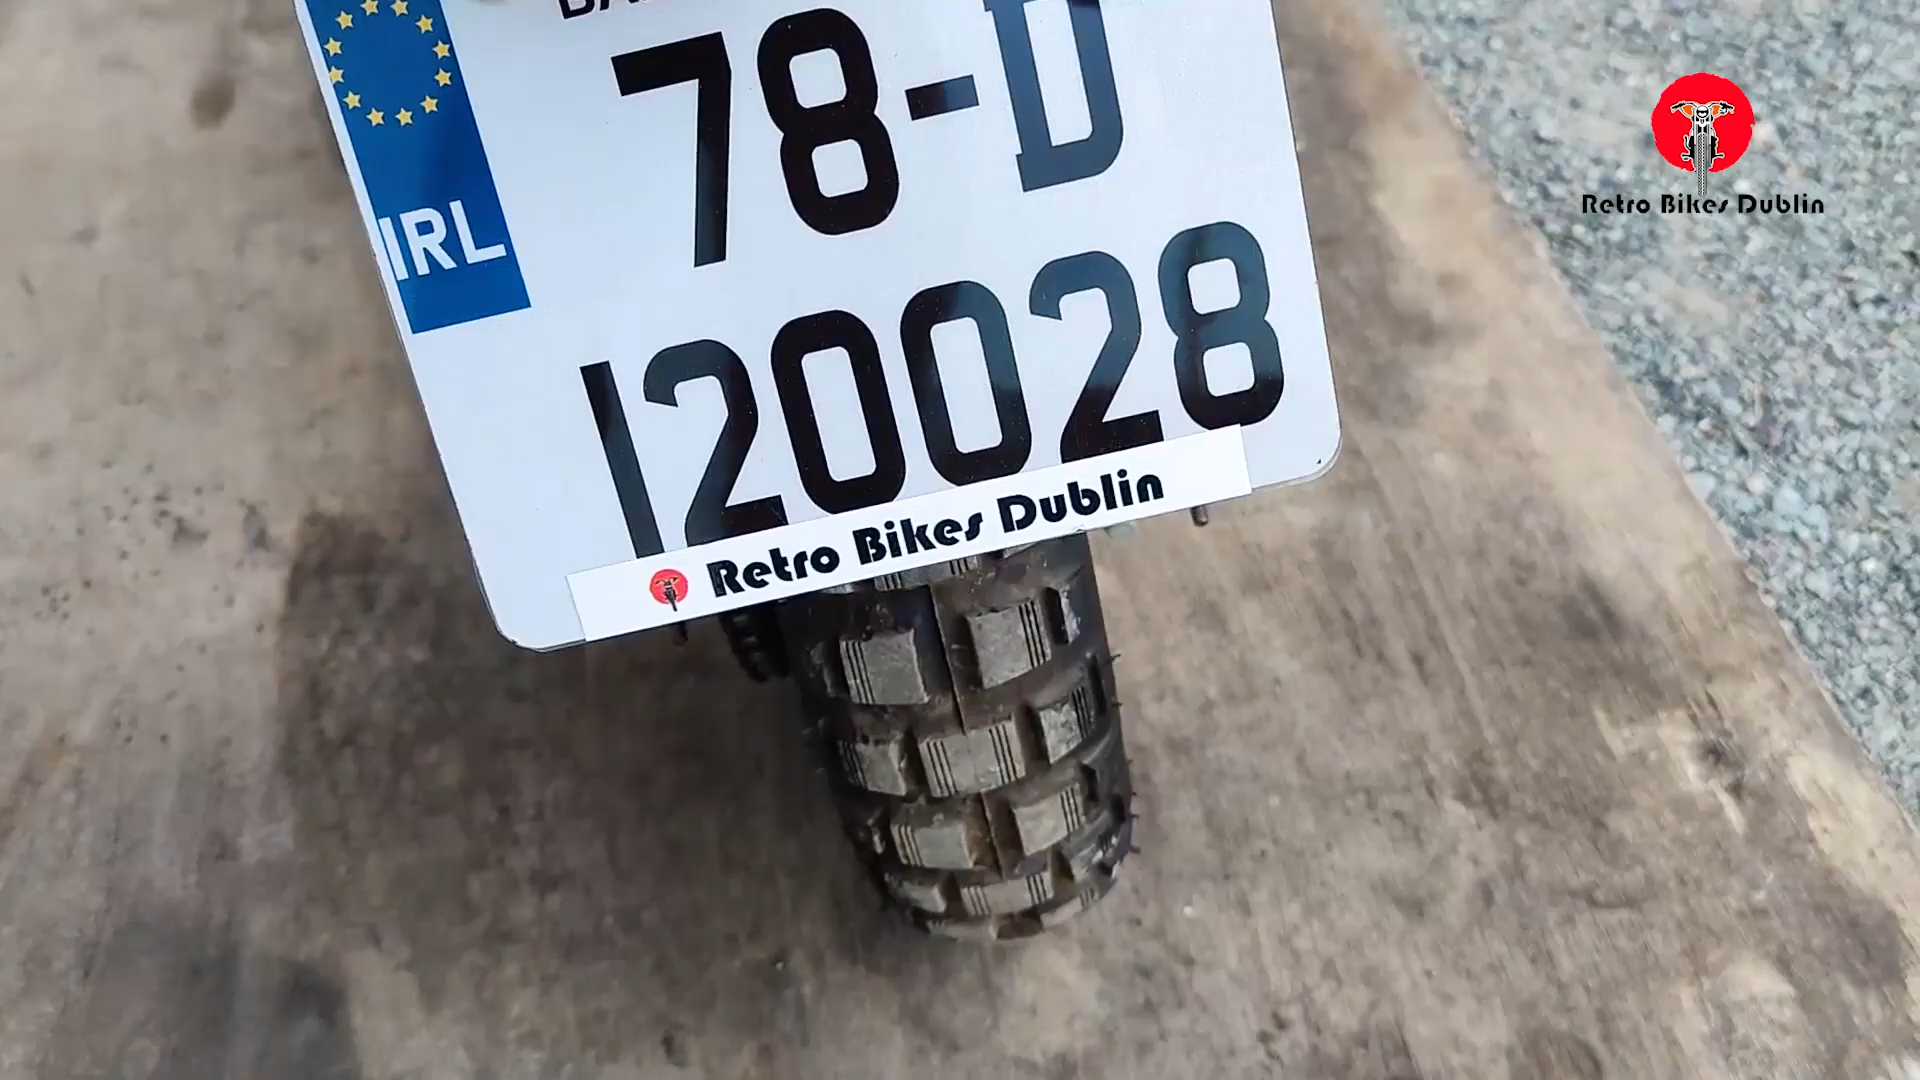 IRL
78-D
120028
Retro Bikes Dublin
Retro Bikes Dublin